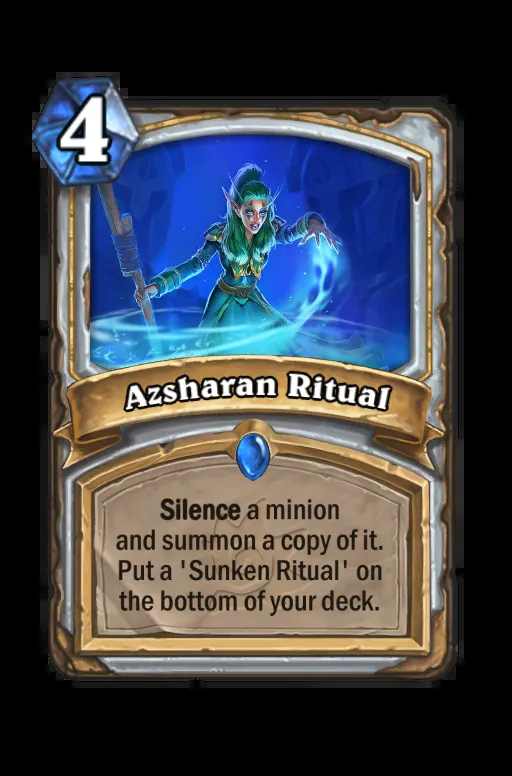 4
Azsharan Ritual
Silence a minion
and summon a copy of it.
Put a 'Sunken Ritual' on
the bottom of your deck.